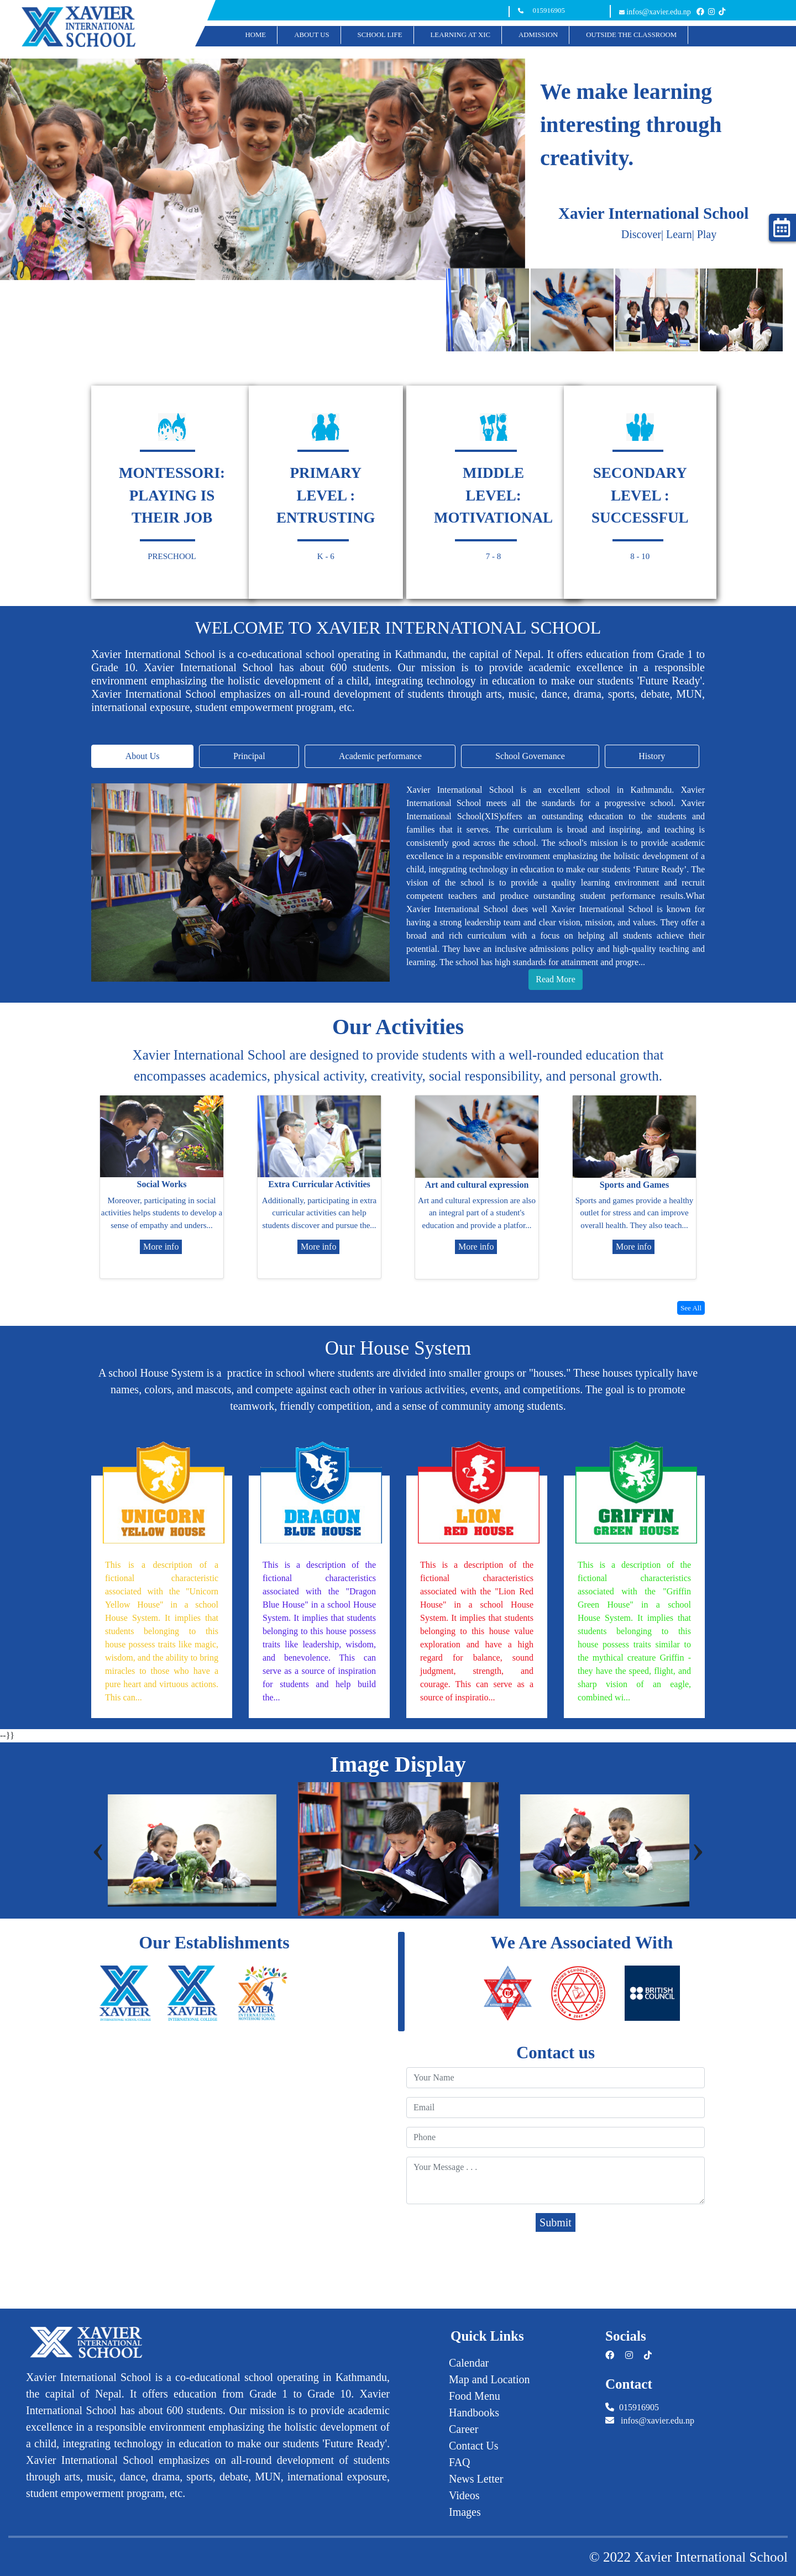 XAVIER
INTERNATIONAL
SCHOOL
015916905
infos@xavier.edu.np
HOME
ABOUT US
SCHOOL LIFE
LEARNING AT XIC
ADMISSION
OUTSIDE THE CLASSROOM
We make learning
interesting through
creativity.
Xavier International School
Discover| Learn| Play
MONTESSORI:
PLAYING IS
THEIR JOB
PRESCHOOL
PRIMARY
LEVEL :
ENTRUSTING
K - 6
MIDDLE
LEVEL:
MOTIVATIONAL
7 - 8
SECONDARY
LEVEL :
SUCCESSFUL
8 - 10
WELCOME TO XAVIER INTERNATIONAL SCHOOL
Xavier International School is a co-educational school operating in Kathmandu, the capital of Nepal. It offers education from Grade 1 to
Grade 10. Xavier International School has about 600 students. Our mission is to provide academic excellence in a responsible
environment emphasizing the holistic development of a child, integrating technology in education to make our students 'Future Ready'.
Xavier International School emphasizes on all-round development of students through arts, music, dance, drama, sports, debate, MUN,
international exposure, student empowerment program, etc.
About Us
Principal
Academic performance
School Governance
History
Xavier International School is an excellent school in Kathmandu. Xavier
International School meets all the standards for a progressive school. Xavier
International School(XIS)offers an outstanding education to the students and
families that it serves. The curriculum is broad and inspiring, and teaching is
consistently good across the school. The school's mission is to provide academic
excellence in a responsible environment emphasizing the holistic development of a
child, integrating technology in education to make our students ‘Future Ready’. The
vision of the school is to provide a quality learning environment and recruit
competent teachers and produce outstanding student performance results.What
Xavier International School does well Xavier International School is known for
having a strong leadership team and clear vision, mission, and values. They offer a
broad and rich curriculum with a focus on helping all students achieve their
potential. They have an inclusive admissions policy and high-quality teaching and
learning. The school has high standards for attainment and progre...
Read More
Our Activities
Xavier International School are designed to provide students with a well-rounded education that
encompasses academics, physical activity, creativity, social responsibility, and personal growth.
Social Works
Moreover, participating in social
activities helps students to develop a
sense of empathy and unders...
More info
Extra Curricular Activities
Additionally, participating in extra
curricular activities can help
students discover and pursue the...
More info
Art and cultural expression
Art and cultural expression are also
an integral part of a student's
education and provide a platfor...
More info
Sports and Games
Sports and games provide a healthy
outlet for stress and can improve
overall health. They also teach...
More info
See All
Our House System
A school House System is a practice in school where students are divided into smaller groups or "houses." These houses typically have
names, colors, and mascots, and compete against each other in various activities, events, and competitions. The goal is to promote
teamwork, friendly competition, and a sense of community among students.
UNICORN
YELLOW HOUSE
This is a description of a
fictional characteristic
associated with the "Unicorn
Yellow House" in a school
House System. It implies that
students belonging to this
house possess traits like magic,
wisdom, and the ability to bring
miracles to those who have a
pure heart and virtuous actions.
This can...
DRAGON
BLUE HOUSE
This is a description of the
fictional characteristics
associated with the "Dragon
Blue House" in a school House
System. It implies that students
belonging to this house possess
traits like leadership, wisdom,
and benevolence. This can
serve as a source of inspiration
for students and help build
the...
LION
RED HOUSE
This is a description of the
fictional characteristics
associated with the "Lion Red
House" in a school House
System. It implies that students
belonging to this house value
exploration and have a high
regard for balance, sound
judgment, strength, and
courage. This can serve as a
source of inspiratio...
GRIFFIN
GREEN HOUSE
This is a description of the
fictional characteristics
associated with the "Griffin
Green House" in a school
House System. It implies that
students belonging to this
house possess traits similar to
the mythical creature Griffin -
they have the speed, flight, and
sharp vision of an eagle,
combined wi...
--}}
Image Display
Our Establishments
XAVIER
XAVIER
INTERNATIONAL COLLEGE
XAVIER
INTERNATIONAL
MONTESSORI SCHOOL
We Are Associated With
BRITISH
COUNCIL
Contact us
Your Name
Email
Phone
Your Message . . .
Submit
XAVIER
INTERNATIONAL
SCHOOL
Xavier International School is a co-educational school operating in Kathmandu,
the capital of Nepal. It offers education from Grade 1 to Grade 10. Xavier
International School has about 600 students. Our mission is to provide academic
excellence in a responsible environment emphasizing the holistic development of
a child, integrating technology in education to make our students 'Future Ready'.
Xavier International School emphasizes on all-round development of students
through arts, music, dance, drama, sports, debate, MUN, international exposure,
student empowerment program, etc.
Quick Links
Calendar
Map and Location
Food Menu
Handbooks
Career
Contact Us
FAQ
News Letter
Videos
Images
Socials
Contact
015916905
infos@xavier.edu.np
© 2022 Xavier International School